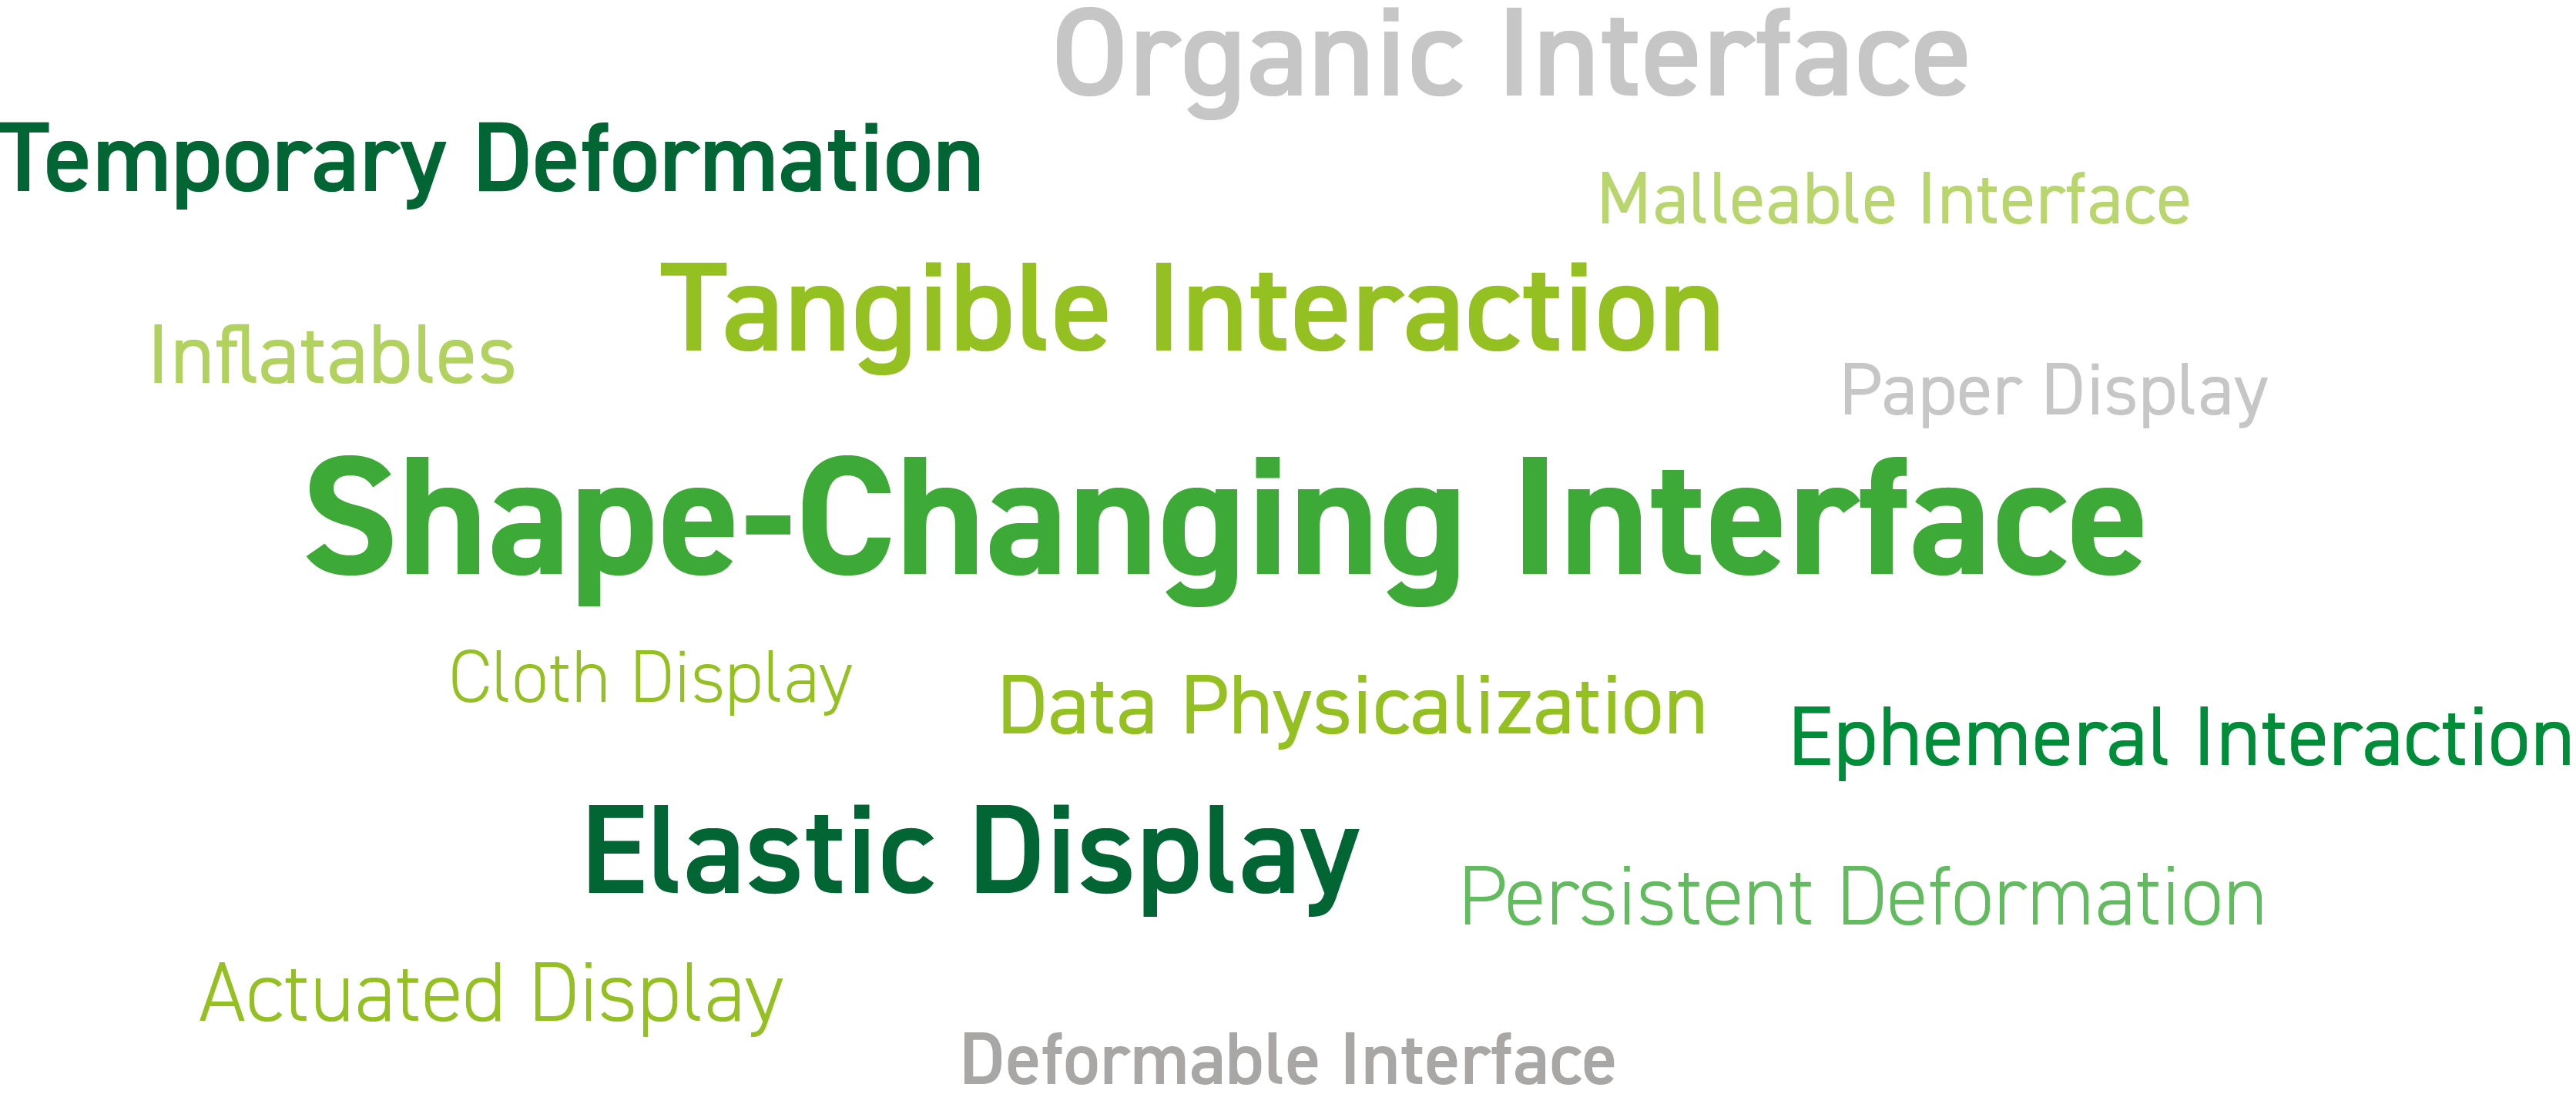 Organic Interface
Temporary Deformation
Malleable Interface
Tangible Interaction
Inflatables
Paper Display
Shape-Changing Interface
Cloth Display
Data Physicalization
Ephemeral Interaction
Elastic Display
Persistent Deformation
Actuated Display
Deformable Interface